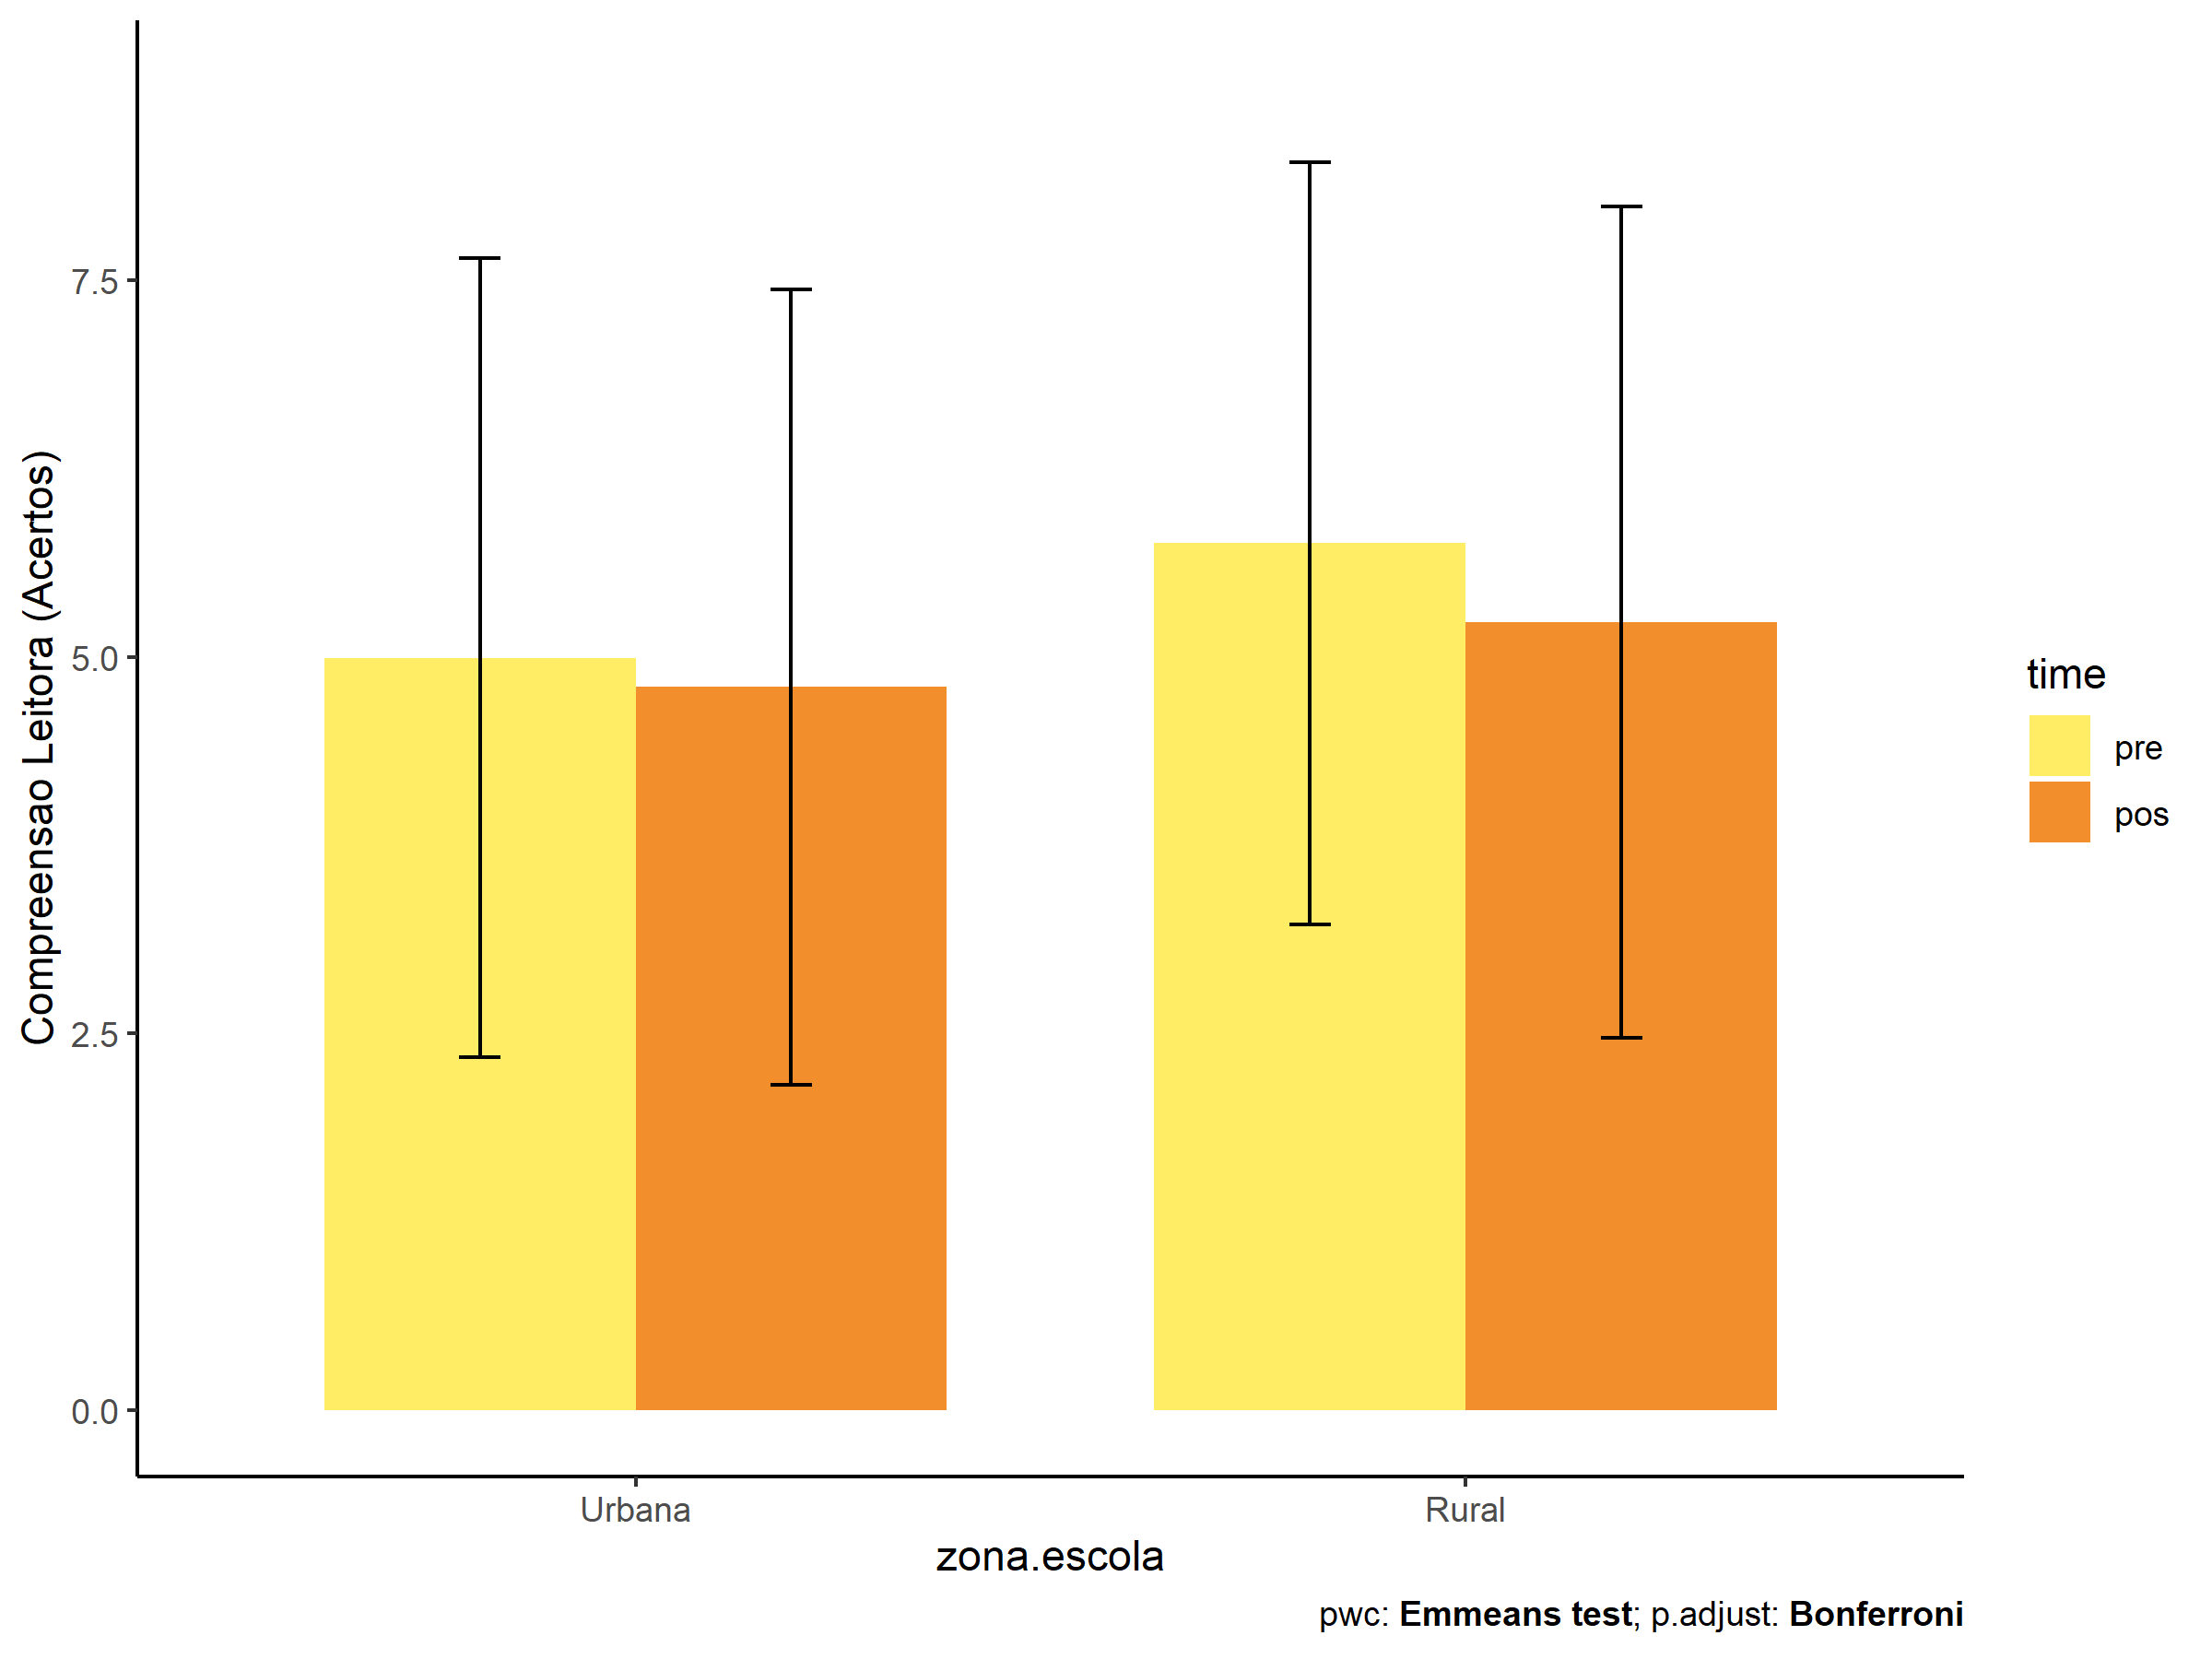 Compreensao Leitora (Acertos)
7.5
5.0
2.5
0.0
Urbana
Rural
zona.escola
time
pre
pos
pwc: Emmeans test; p.adjust: Bonferroni